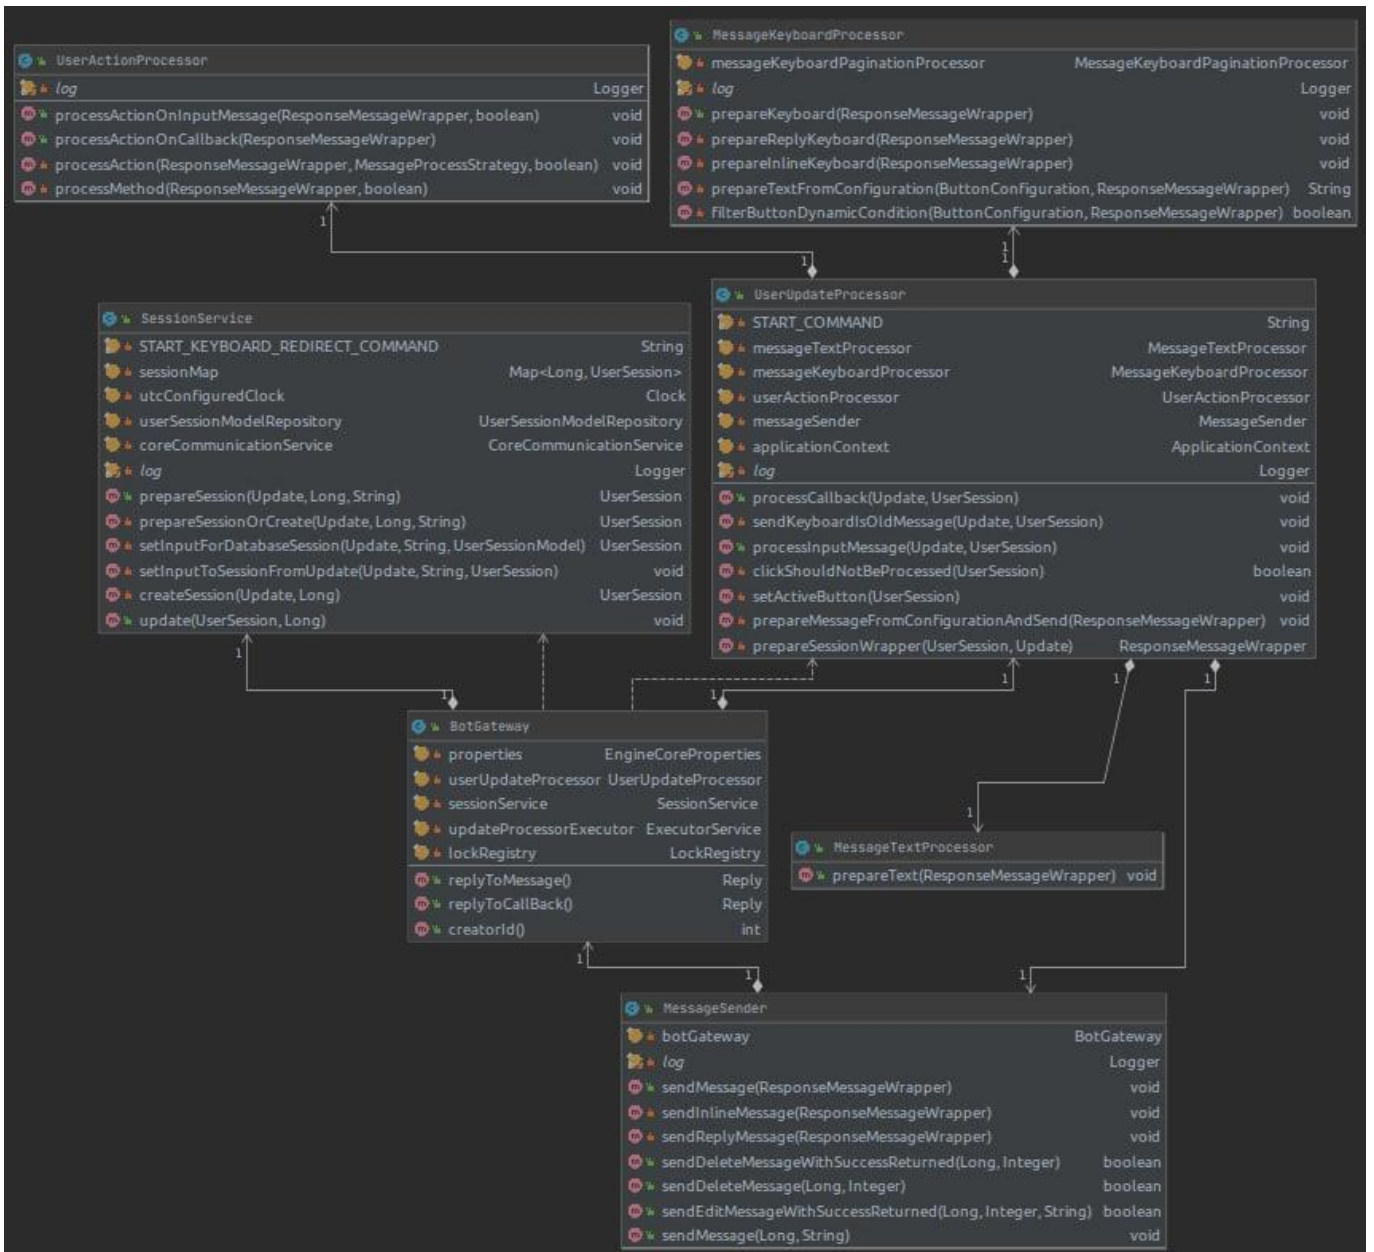 UserActionProcessor
log Logger
processActionOnInputMessage(ResponseMessageWrapper, boolean) void
processActionOnCallback(ResponseMessageWrapper) void
processAction(ResponseMessageWrapper, MessageProcessStrategy, boolean) void
processMethod(ResponseMessageWrapper, boolean) void
MessageKeyboardProcessor
messageKeyboardPaginationProcessor MessageKeyboardPaginationProcessor
log Logger
prepareKeyboard(ResponseMessageWrapper) void
prepareReplyKeyboard(ResponseMessageWrapper) void
prepareInlineKeyboard(ResponseMessageWrapper) void
prepareTextFromConfiguration(ButtonConfiguration, ResponseMessageWrapper) String
filterButtonDynamicCondition(ButtonConfiguration, ResponseMessageWrapper) boolean
1
1
1
1
SessionService
START_KEYBOARD_REDIRECT_COMMAND String
sessionMap Map<Long, UserSession>
utcConfiguredClock Clock
userSessionModelRepository UserSessionModelRepository
coreCommunicationService CoreCommunicationService
log Logger
prepareSession(Update, Long, String) UserSession
prepareSessionOrCreate(Update, Long, String) UserSession
setInputForDatabaseSession(Update, String, UserSessionModel) UserSession
setInputToSessionFromUpdate(Update, String, UserSession) void
createSession(Update, Long) UserSession
update(UserSession, Long) void
UserUpdateProcessor
START_COMMAND String
messageTextProcessor MessageTextProcessor
messageKeyboardProcessor MessageKeyboardProcessor
userActionProcessor UserActionProcessor
messageSender MessageSender
applicationContext ApplicationContext
log Logger
processCallback(Update, UserSession) void
sendKeyboardIsOldMessage(Update, UserSession) void
processInputMessage(Update, UserSession) void
clickShouldNotBeProcessed(UserSession) boolean
setActiveButton(UserSession) void
prepareMessageFromConfigurationAndSend(ResponseMessageWrapper) void
prepareSessionWrapper(UserSession, Update) ResponseMessageWrapper
1
1
1
1
1
1
BotGateway
properties EngineCoreProperties
userUpdateProcessor UserUpdateProcessor
sessionService SessionService
updateProcessorExecutor ExecutorService
lockRegistry LockRegistry
replyToMessage() Reply
replyToCallBack() Reply
creatorId() int
1
MessageTextProcessor
prepareText(ResponseMessageWrapper) void
1
1
1
MessageSender
botGateway BotGateway
log Logger
sendMessage(ResponseMessageWrapper) void
sendInlineMessage(ResponseMessageWrapper) void
sendReplyMessage(ResponseMessageWrapper) void
sendDeleteMessageWithSuccessReturned(Long, Integer) boolean
sendDeleteMessage(Long, Integer) boolean
sendEditMessageWithSuccessReturned(Long, Integer, String) boolean
sendMessage(Long, String) void